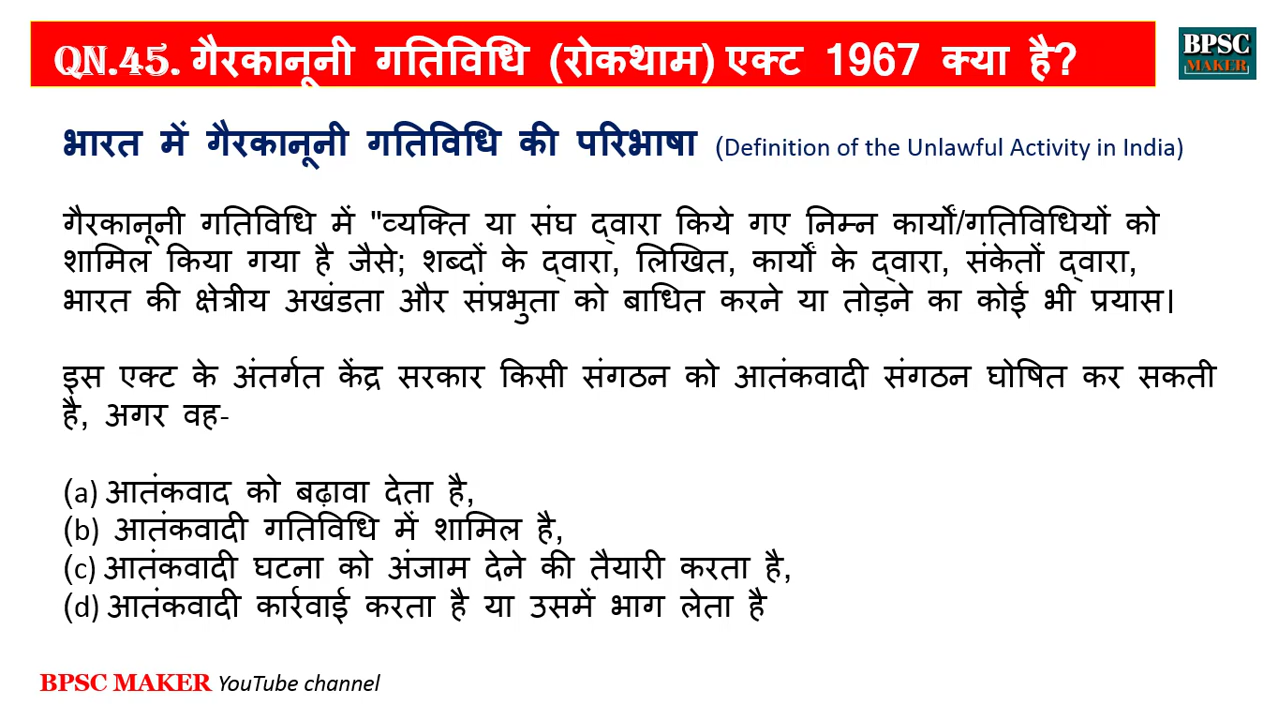 QN.45. गैरकानूनी गतिविधि (रोकथाम) एक्ट 1967 क्या है?
BPSC
MAKER
भारत में गैरकानूनी गतिविधि की परिभाषा (Definition of the Unlawful Activity in India)
गैरकानूनी गतिविधि में "व्यक्ति या संघ द्वारा किये गए निम्न कार्यों/गतिविधियों को
शामिल किया गया है जैसे; शब्दों के द्वारा, लिखित, कार्यों के द्वारा, संकेतों द्वारा,
भारत की क्षेत्रीय अखंडता और संप्रभुता को बाधित करने या तोड़ने का कोई भी प्रयास।
इस एक्ट के अंतर्गत केंद्र सरकार किसी संगठन को आतंकवादी संगठन घोषित कर सकती
है, अगर वह-
(a) आतंकवाद को बढ़ावा देता है,
(b) आतंकवादी गतिविधि में शामिल है,
(c) आतंकवादी घटना को अंजाम देने की तैयारी करता है,
(d) आतंकवादी कार्रवाई करता है या उसमें भाग लेता है
BPSC MAKER YouTube channel